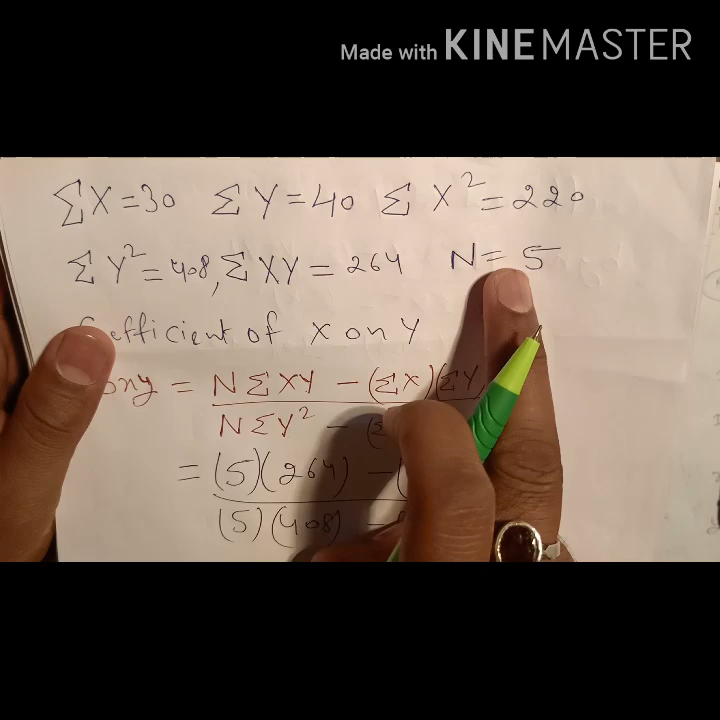 Made with KINEMASTER
ΣX=30 ΣY=40 ΣX²=220
ΣY²=408, ΣXY=264 N=5
efficient of X on Y
ony = NΣXY - (ΣX)(ΣY
NΣY² - (Σ
= (5)(264) - (
(5)(408) -